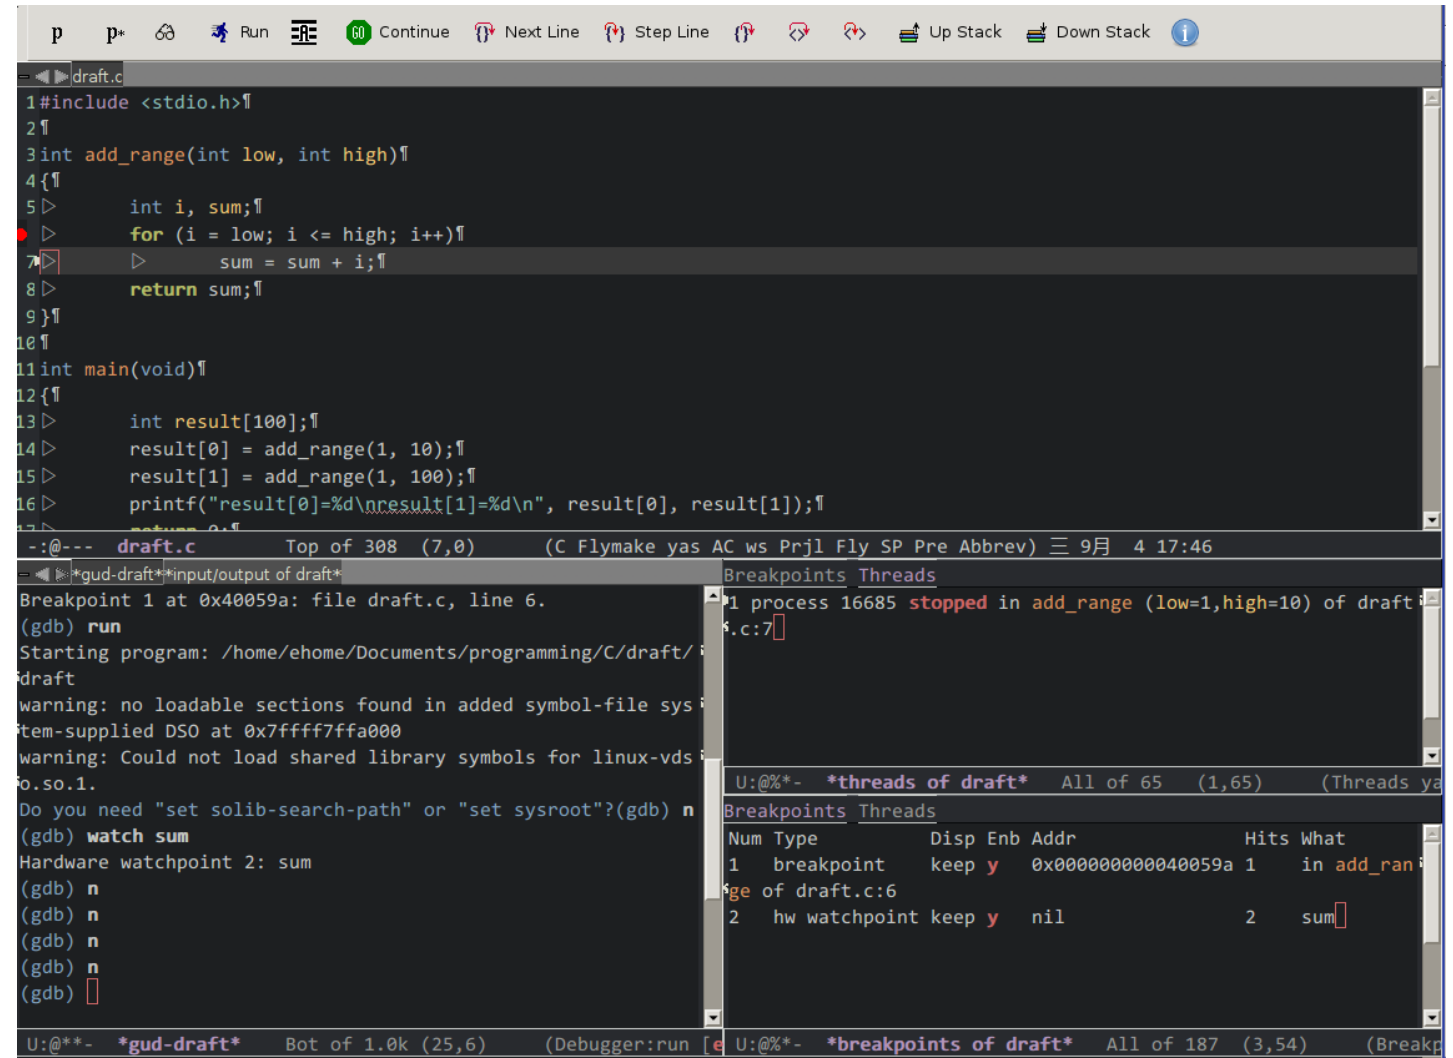 p p* Run GO Continue Next Line Step Line Up Stack Down Stack
draft.c
1 #include <stdio.h>¶
2 ¶
3 int add_range(int low, int high)¶
4 {¶
5 int i, sum;¶
for (i = low; i <= high; i++)¶
7 sum = sum + i;¶
8 return sum;¶
9 }¶
10 ¶
11 int main(void)¶
12 {¶
13 int result[100];¶
14 result[0] = add_range(1, 10);¶
15 result[1] = add_range(1, 100);¶
16 printf("result[0]=%d\nresult[1]=%d\n", result[0], result[1]);¶
17 return 0;¶
-:@--- draft.c Top of 308 (7,0) (C Flymake yas AC ws Prjl Fly SP Pre Abbrev) 三 9月 4 17:46
*gud-draft* *input/output of draft*
Breakpoint 1 at 0x40059a: file draft.c, line 6.
(gdb) run
Starting program: /home/ehome/Documents/programming/C/draft/
draft
warning: no loadable sections found in added symbol-file sys
tem-supplied DSO at 0x7ffff7ffa000
warning: Could not load shared library symbols for linux-vds
o.so.1.
Do you need "set solib-search-path" or "set sysroot"?(gdb) n
(gdb) watch sum
Hardware watchpoint 2: sum
(gdb) n
(gdb) n
(gdb) n
(gdb) n
(gdb)
U:@**- *gud-draft* Bot of 1.0k (25,6) (Debugger:run [e
Breakpoints Threads
1 process 16685 stopped in add_range (low=1,high=10) of draft
.c:7
U:@%*- *threads of draft* All of 65 (1,65) (Threads ya
Breakpoints Threads
Num Type Disp Enb Addr Hits What
1 breakpoint keep y 0x000000000040059a 1 in add_ran
ge of draft.c:6
2 hw watchpoint keep y nil 2 sum
U:@%*- *breakpoints of draft* All of 187 (3,54) (Breakp